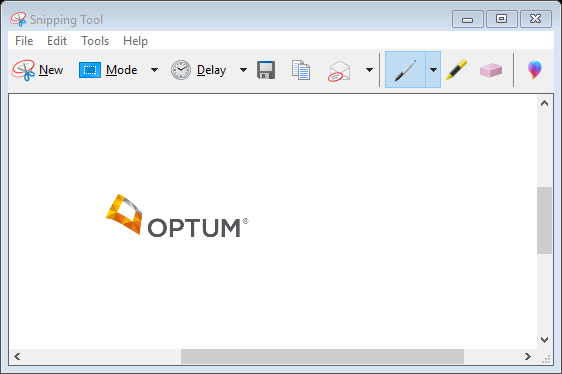 Snipping Tool
File Edit Tools Help
New Mode Delay
OPTUM®